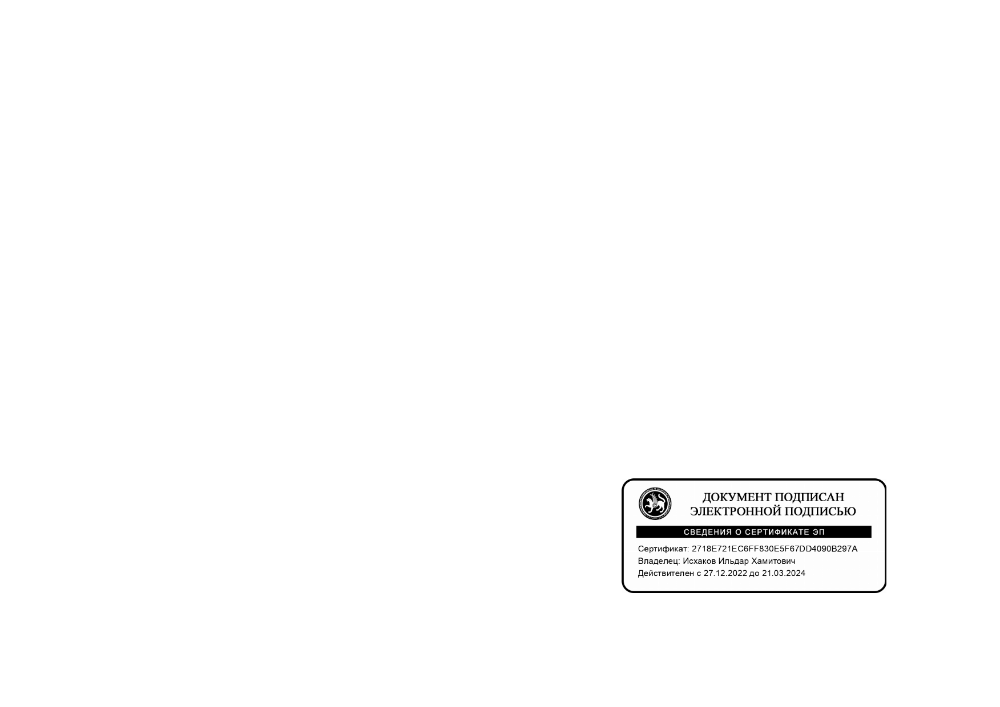 ДОКУМЕНТ ПОДПИСАН
ЭЛЕКТРОННОЙ ПОДПИСЬЮ
СВЕДЕНИЯ О СЕРТИФИКАТЕ ЭП
Сертификат: 2718E721EC6FF830E5F67DD4090B297A
Владелец: Исхаков Ильдар Хамитович
Действителен с 27.12.2022 до 21.03.2024